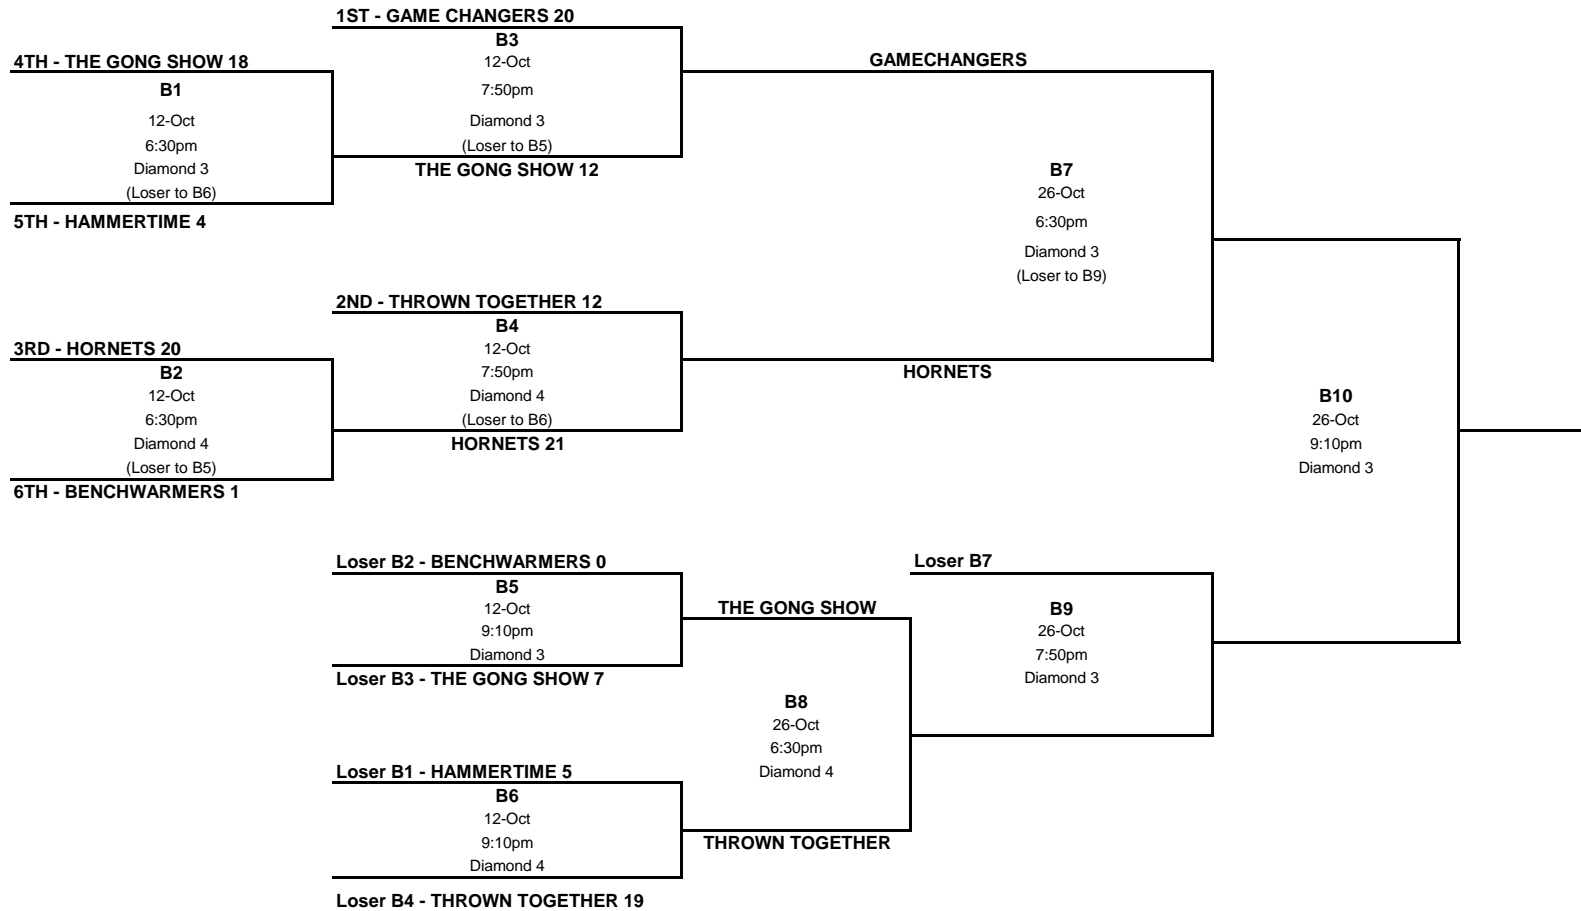 1ST - GAME CHANGERS 20
B3
12-Oct
7:50pm
Diamond 3
(Loser to B5)
THE GONG SHOW 12
4TH - THE GONG SHOW 18
B1
12-Oct
6:30pm
Diamond 3
(Loser to B6)
5TH - HAMMERTIME 4
GAMECHANGERS
B7
26-Oct
6:30pm
Diamond 3
(Loser to B9)
2ND - THROWN TOGETHER 12
B4
12-Oct
7:50pm
Diamond 4
(Loser to B6)
HORNETS 21
3RD - HORNETS 20
B2
12-Oct
6:30pm
Diamond 4
(Loser to B5)
6TH - BENCHWARMERS 1
HORNETS
B10
26-Oct
9:10pm
Diamond 3
Loser B2 - BENCHWARMERS 0
B5
12-Oct
9:10pm
Diamond 3
Loser B3 - THE GONG SHOW 7
THE GONG SHOW
B8
26-Oct
6:30pm
Diamond 4
THROWN TOGETHER
Loser B7
B9
26-Oct
7:50pm
Diamond 3
Loser B1 - HAMMERTIME 5
B6
12-Oct
9:10pm
Diamond 4
Loser B4 - THROWN TOGETHER 19